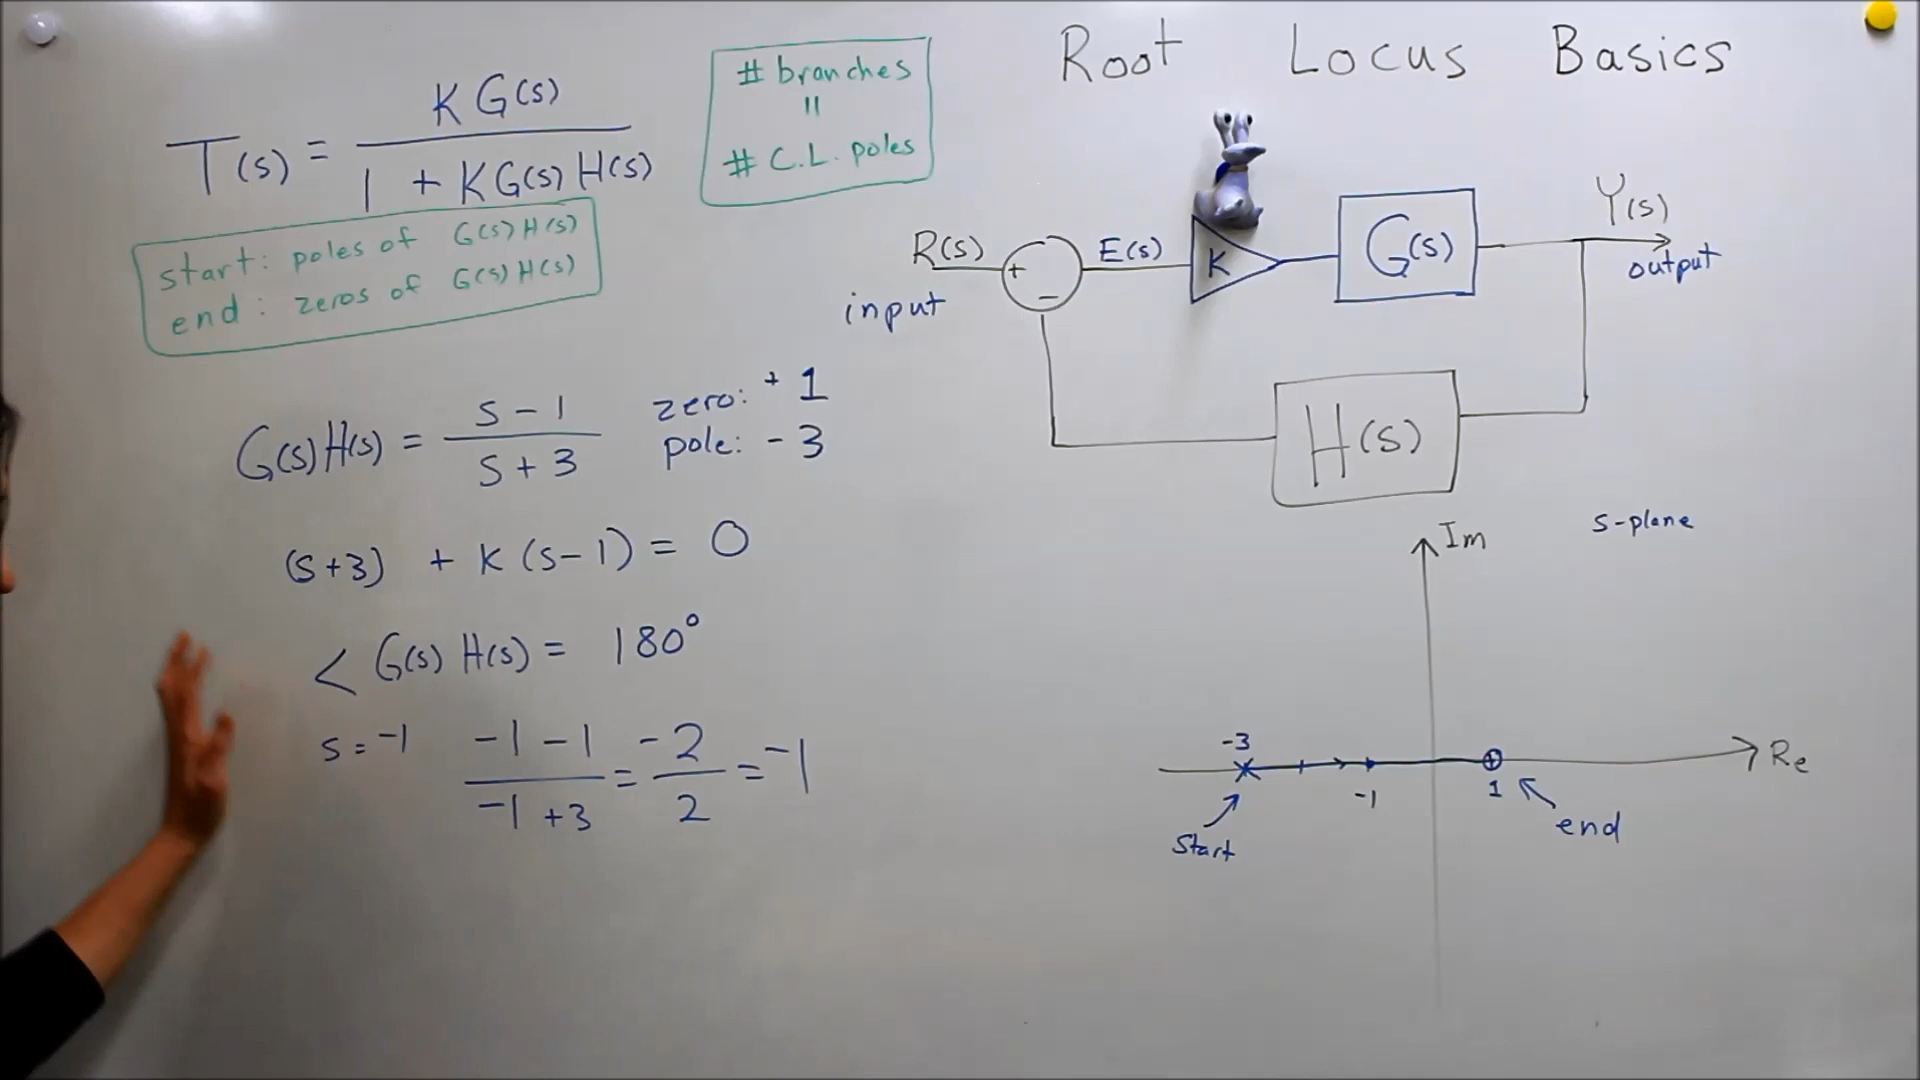 Root Locus Basics
T(s) = K G(s) / 1 + K G(s) H(s)
# branches
=
# C.L. poles
start: poles of G(s) H(s)
end: zeros of G(s) H(s)
G(s) H(s) = s - 1 / s + 3
zero: + 1
pole: - 3
(s+3) + K (s-1) = 0
< G(s) H(s) = 180°
s = -1 -1 - 1 / -1 + 3 = -2 / 2 = -1
R(s)
input
+
−
E(s)
K
G(s)
Y(s)
output
H(s)
s-plane
Im
Re
-3
-1
1
Start
end